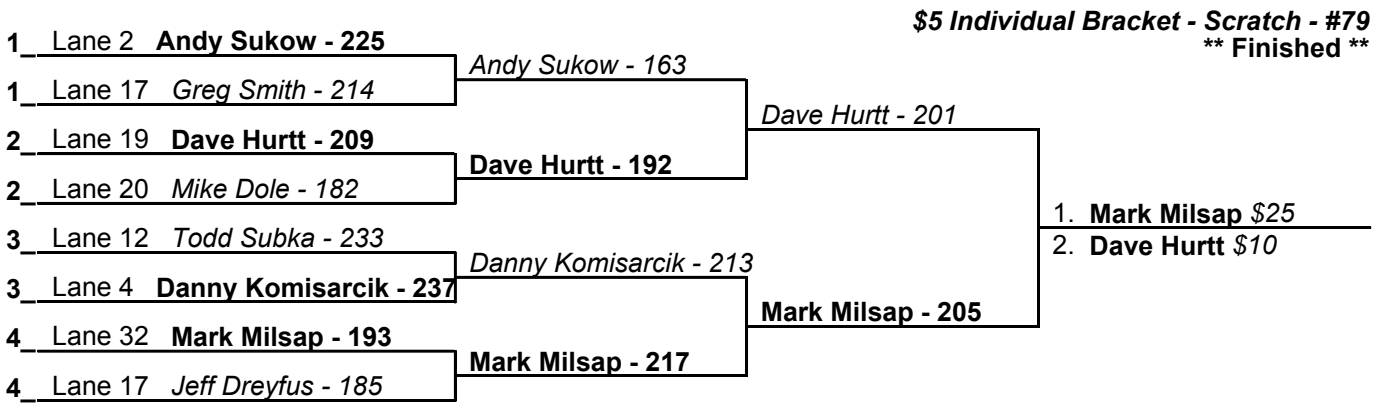 $5 Individual Bracket - Scratch - #79
** Finished **
1_ Lane 2 Andy Sukow - 225
Andy Sukow - 163
1_ Lane 17 Greg Smith - 214
Dave Hurtt - 201
2_ Lane 19 Dave Hurtt - 209
Dave Hurtt - 192
2_ Lane 20 Mike Dole - 182
1. Mark Milsap $25
3_ Lane 12 Todd Subka - 233
2. Dave Hurtt $10
Danny Komisarcik - 213
3_ Lane 4 Danny Komisarcik - 237
Mark Milsap - 205
4_ Lane 32 Mark Milsap - 193
Mark Milsap - 217
4_ Lane 17 Jeff Dreyfus - 185